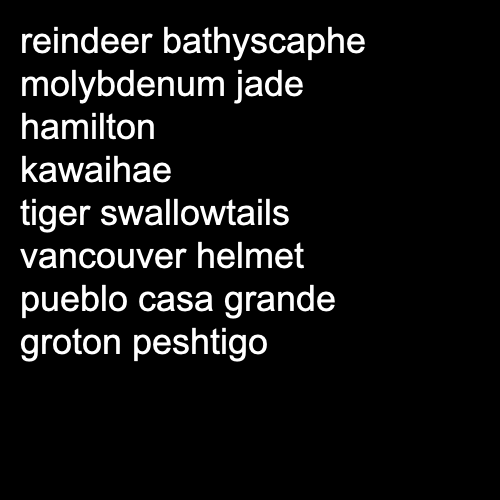 reindeer bathyscaphe
molybdenum jade
hamilton
kawaihae
tiger swallowtails
vancouver helmet
pueblo casa grande
groton peshtigo